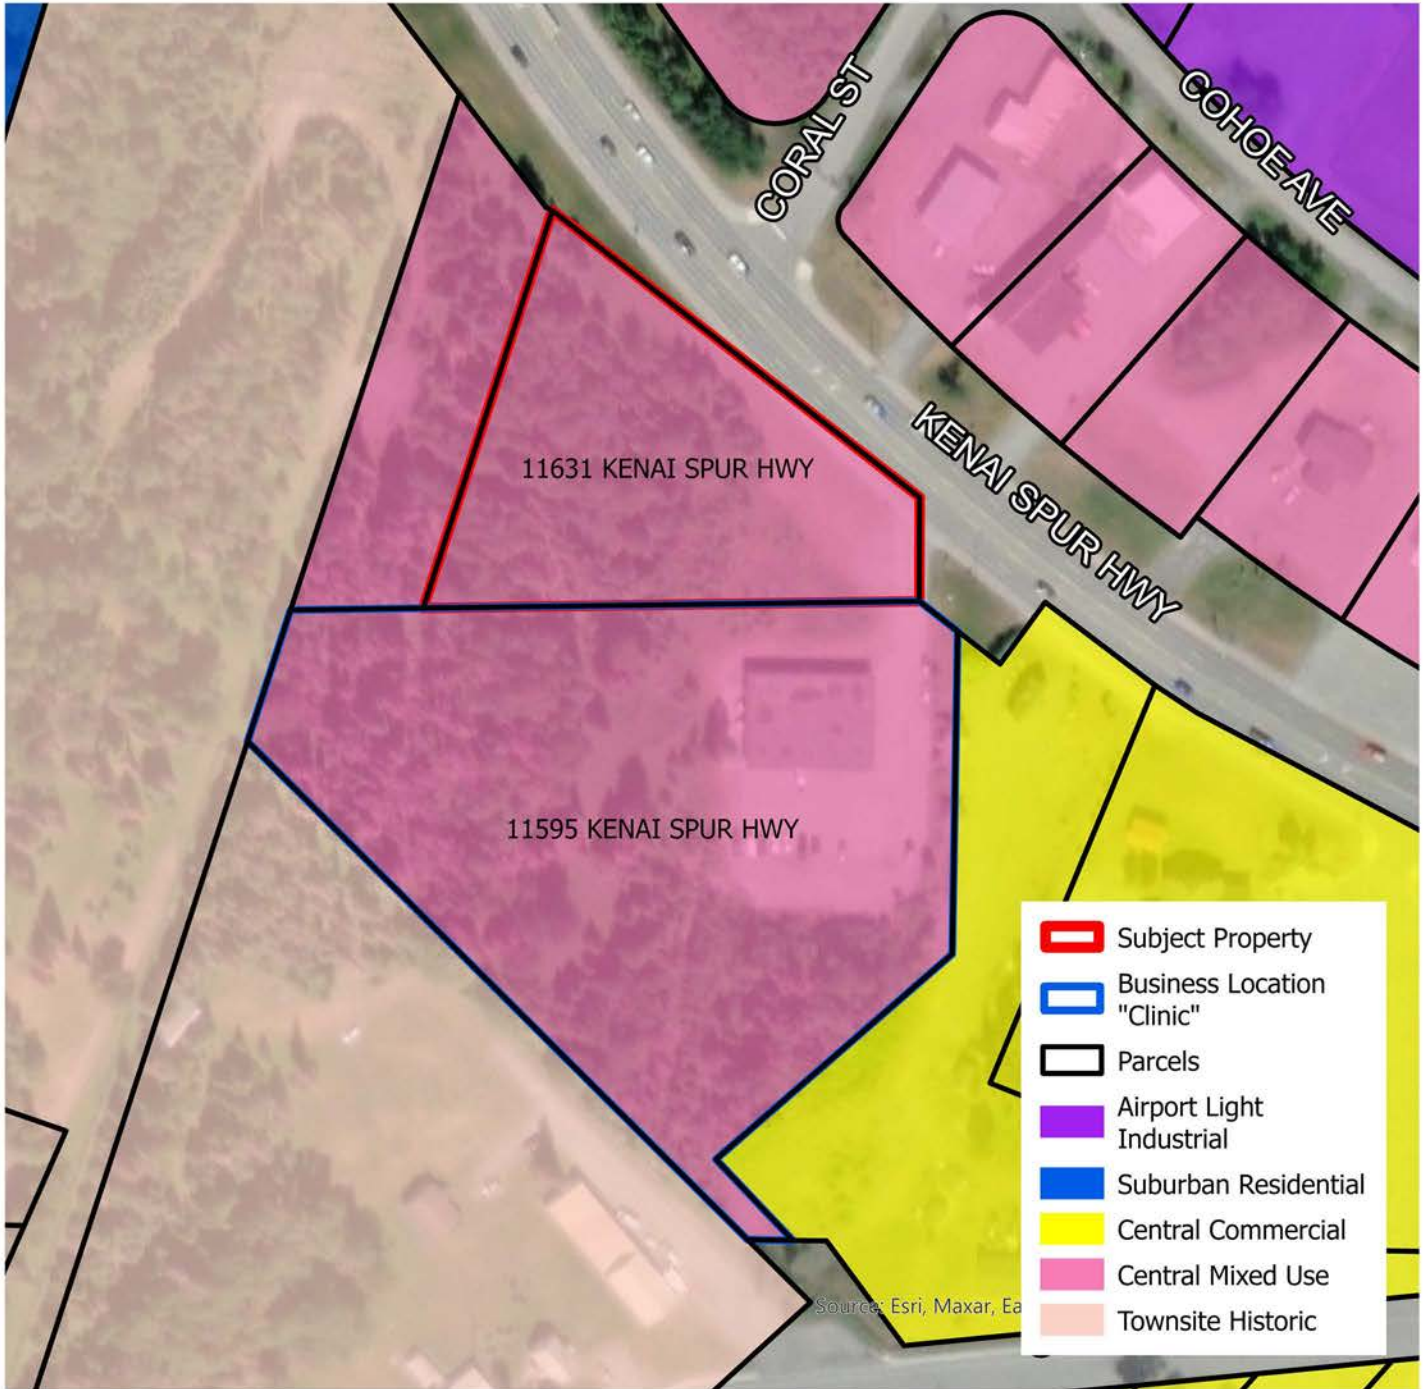 CORAL ST
COHOE AVE
11631 KENAI SPUR HWY
KENAI SPUR HWY
11595 KENAI SPUR HWY
Subject Property
Business Location
"Clinic"
Parcels
Airport Light
Industrial
Suburban Residential
Central Commercial
Central Mixed Use
Townsite Historic
Source: Esri, Maxar, Ea